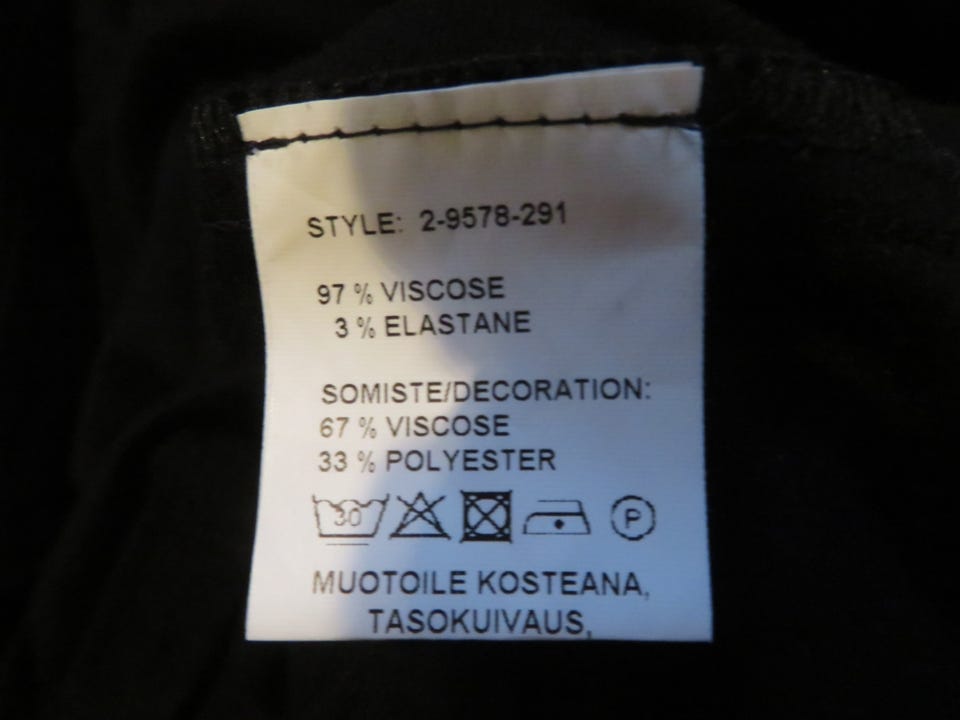 STYLE: 2-9578-291
97 % VISCOSE
3 % ELASTANE
SOMISTE/DECORATION:
67 % VISCOSE
33 % POLYESTER
30 P
MUOTOILE KOSTEANA,
TASOKUIVAUS,